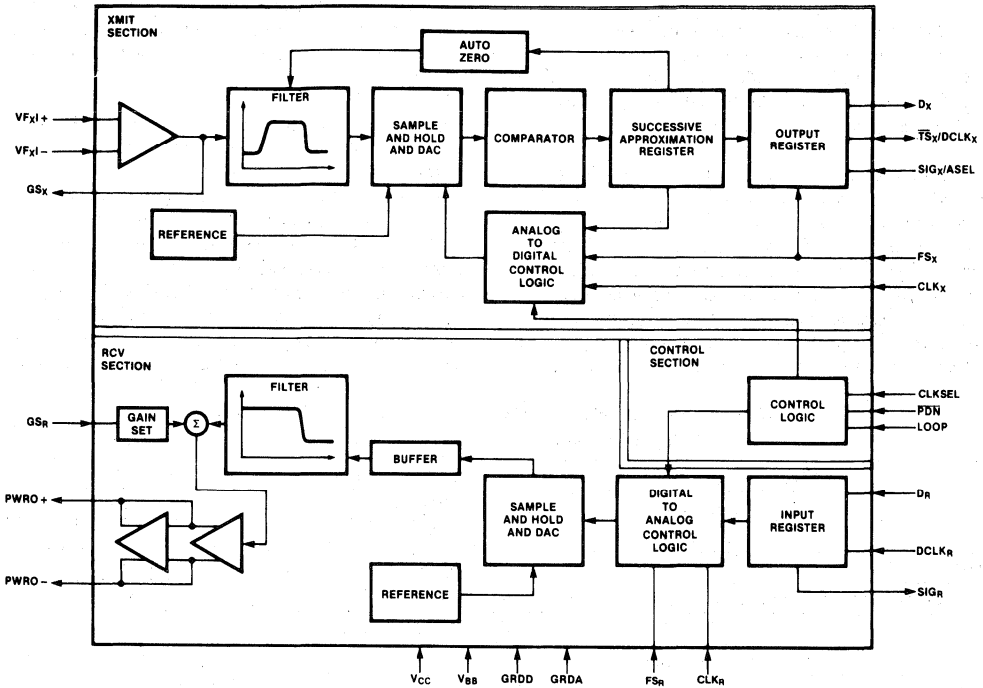 XMIT
SECTION
AUTO
ZERO
FILTER
VFXI+
VFXI−
GSX
SAMPLE
AND HOLD
AND DAC
COMPARATOR
SUCCESSIVE
APPROXIMATION
REGISTER
OUTPUT
REGISTER
DX
TSX/DCLKX
SIGX/ASEL
REFERENCE
ANALOG
TO
DIGITAL
CONTROL
LOGIC
FSX
CLKX
RCV
SECTION
CONTROL
SECTION
FILTER
GSR
GAIN
SET
Σ
BUFFER
CONTROL
LOGIC
CLKSEL
PDN
LOOP
PWRO+
PWRO−
SAMPLE
AND HOLD
AND DAC
DIGITAL
TO
ANALOG
CONTROL
LOGIC
INPUT
REGISTER
DR
DCLKR
SIGR
REFERENCE
VCC
VBB
GRDD
GRDA
FSR
CLKR